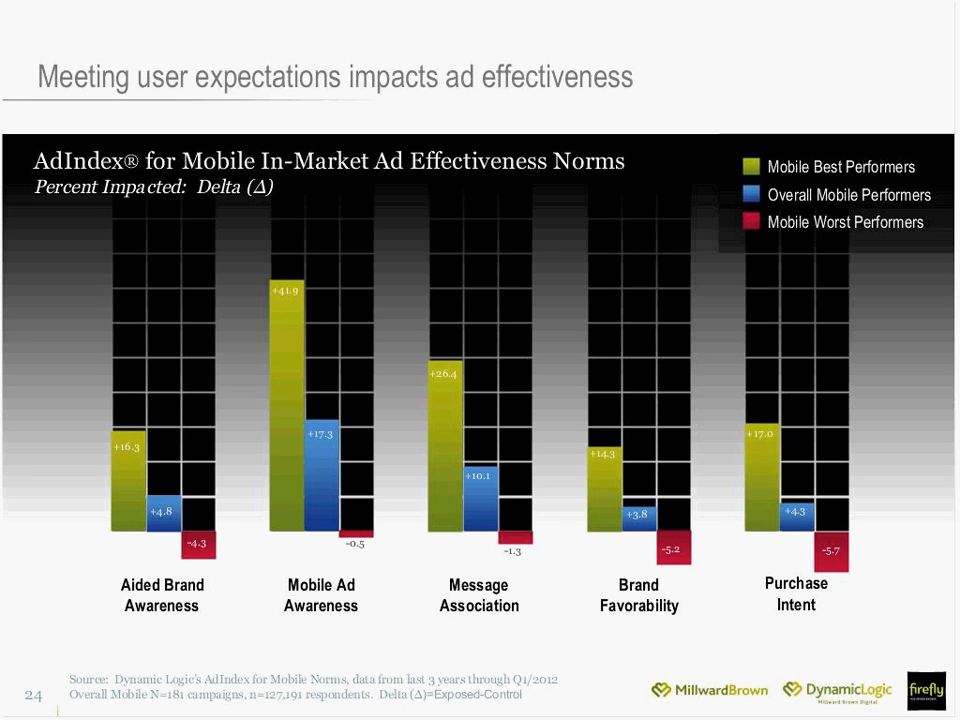 Meeting user expectations impacts ad effectiveness
AdIndex® for Mobile In-Market Ad Effectiveness Norms
Percent Impacted: Delta (Δ)
Mobile Best Performers
Overall Mobile Performers
Mobile Worst Performers
+16.3
+4.8
-4.3
+41.9
+17.3
-0.5
+26.4
+10.1
-1.3
+14.3
+3.8
-5.2
+17.0
+4.3
-5.7
Aided Brand
Awareness
Mobile Ad
Awareness
Message
Association
Brand
Favorability
Purchase
Intent
Source: Dynamic Logic's AdIndex for Mobile Norms, data from last 3 years through Q1/2012
Overall Mobile N=181 campaigns, n=127,191 respondents. Delta (Δ)=Exposed-Control
24
MillwardBrown
DynamicLogic
Millward Brown Digital
firefly